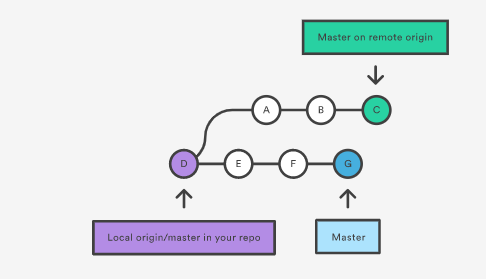 Master on remote origin
A B C
D E F G
Local origin/master in your repo
Master